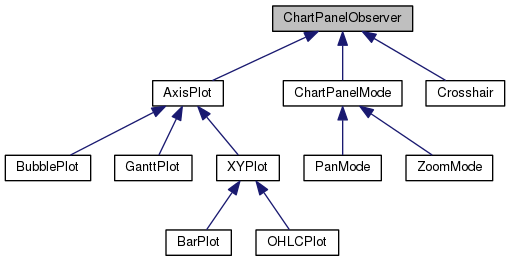 ChartPanelObserver
AxisPlot
ChartPanelMode
Crosshair
BubblePlot
GanttPlot
XYPlot
PanMode
ZoomMode
BarPlot
OHLCPlot